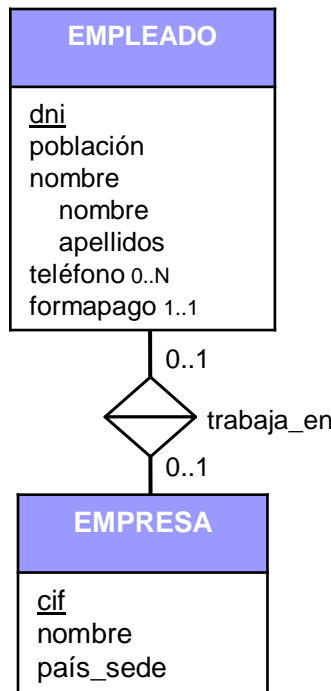 EMPLEADO
dni
población
nombre
nombre
apellidos
teléfono 0..N
formapago 1..1
0..1
trabaja_en
0..1
EMPRESA
cif
nombre
país_sede